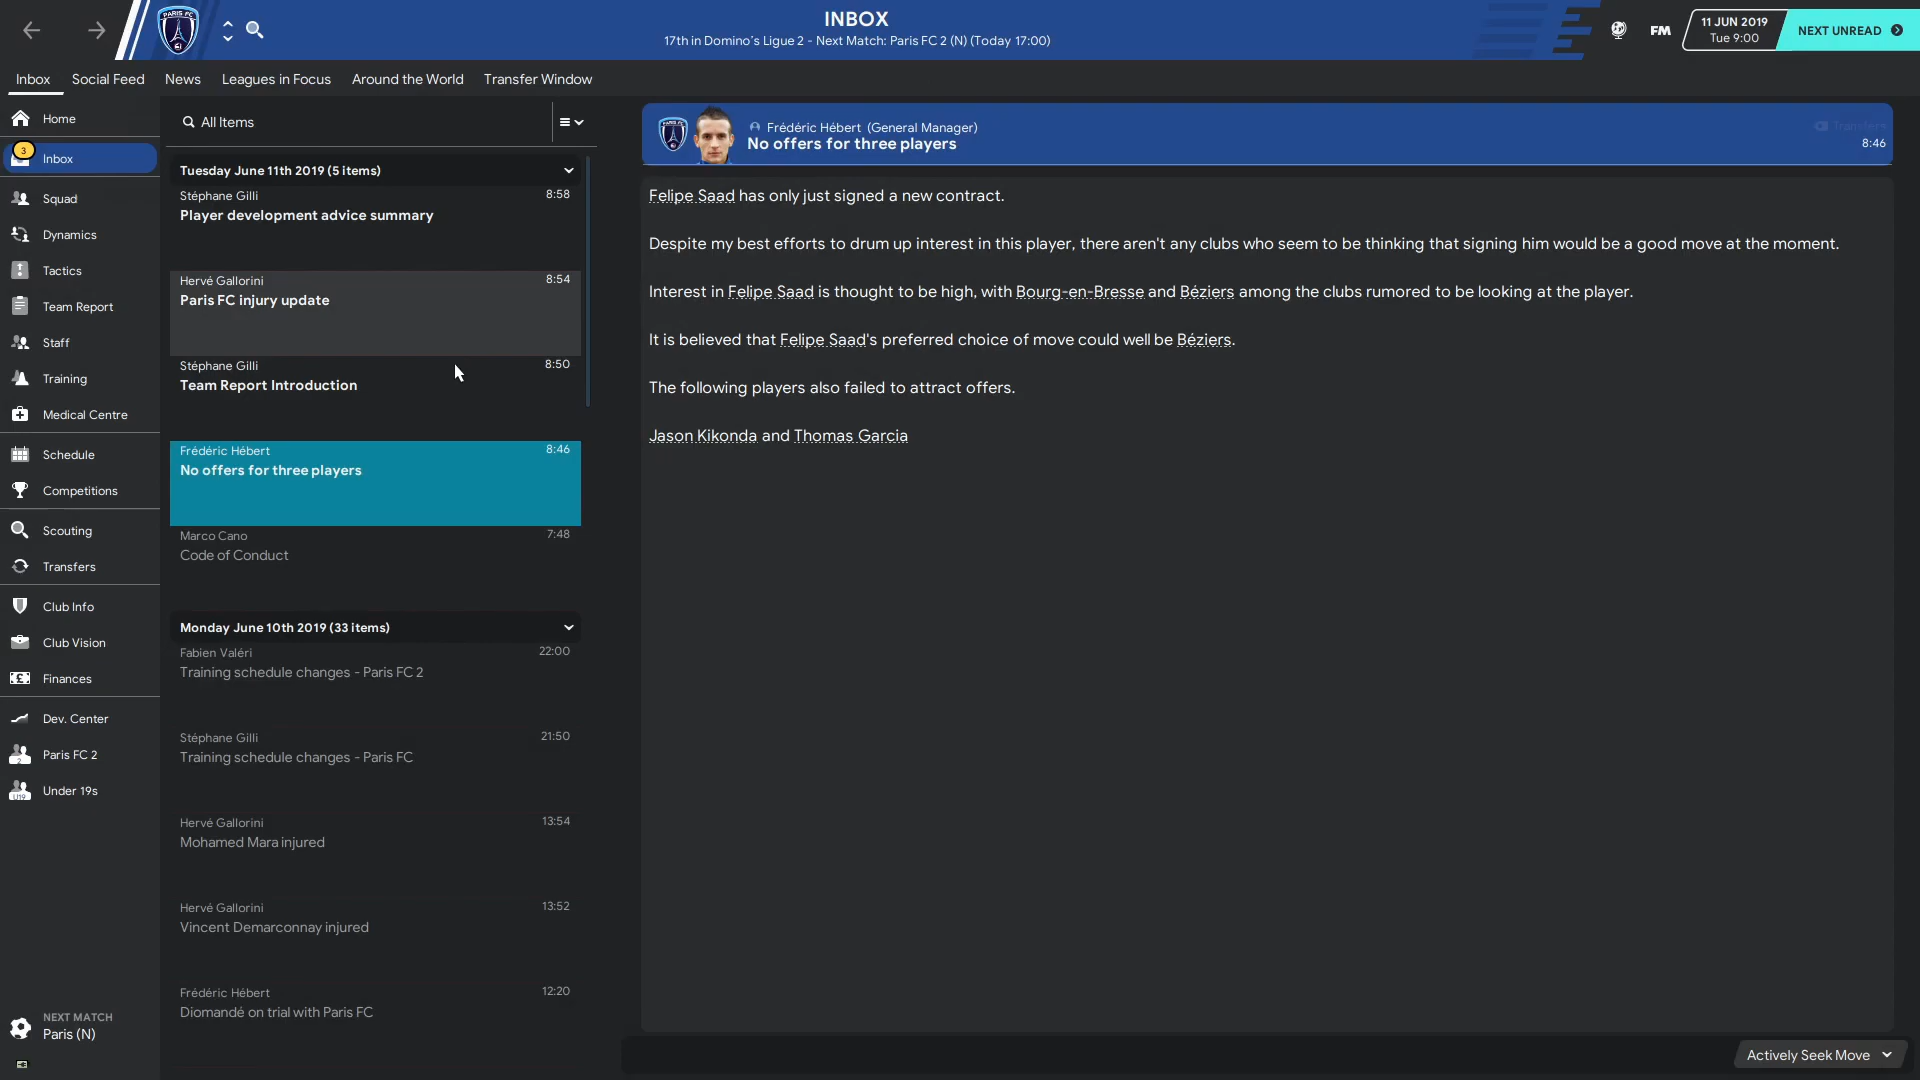 INBOX
17th in Domino's Ligue 2 - Next Match: Paris FC 2 (N) (Today 17:00)
FM
11 JUN 2019
Tue 9:00
NEXT UNREAD
Inbox
Social Feed
News
Leagues in Focus
Around the World
Transfer Window
Home
3
Inbox
Squad
Dynamics
Tactics
Team Report
Staff
Training
Medical Centre
Schedule
Competitions
Scouting
Transfers
Club Info
Club Vision
Finances
Dev. Center
Paris FC 2
Under 19s
NEXT MATCH
Paris (N)
All Items
Tuesday June 11th 2019 (5 items)
Stéphane Gilli 8:58
Player development advice summary
Hervé Gallorini 8:54
Paris FC injury update
Stéphane Gilli 8:50
Team Report Introduction
Frédéric Hébert 8:46
No offers for three players
Marco Cano 7:48
Code of Conduct
Monday June 10th 2019 (33 items)
Fabien Valéri 22:00
Training schedule changes - Paris FC 2
Stéphane Gilli 21:50
Training schedule changes - Paris FC
Hervé Gallorini 13:54
Mohamed Mara injured
Hervé Gallorini 13:52
Vincent Demarconnay injured
Frédéric Hébert 12:20
Diomandé on trial with Paris FC
Frédéric Hébert (General Manager)
No offers for three players
Transfers
8:46
Felipe Saad has only just signed a new contract.
Despite my best efforts to drum up interest in this player, there aren't any clubs who seem to be thinking that signing him would be a good move at the moment.
Interest in Felipe Saad is thought to be high, with Bourg-en-Bresse and Béziers among the clubs rumored to be looking at the player.
It is believed that Felipe Saad's preferred choice of move could well be Béziers.
The following players also failed to attract offers.
Jason Kikonda and Thomas Garcia
Actively Seek Move